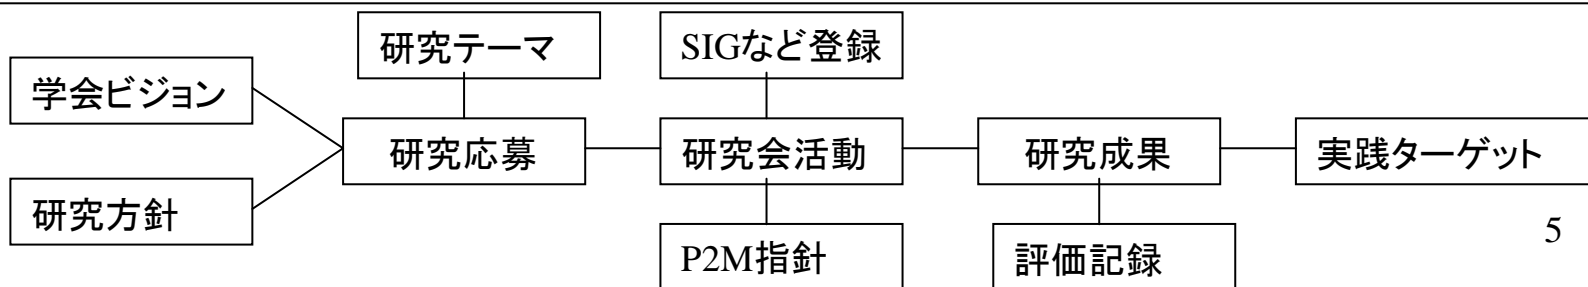 研究テーマ
SIGなど登録
学会ビジョン
研究応募
研究会活動
研究成果
実践ターゲット
研究方針
P2M指針
評価記録
5